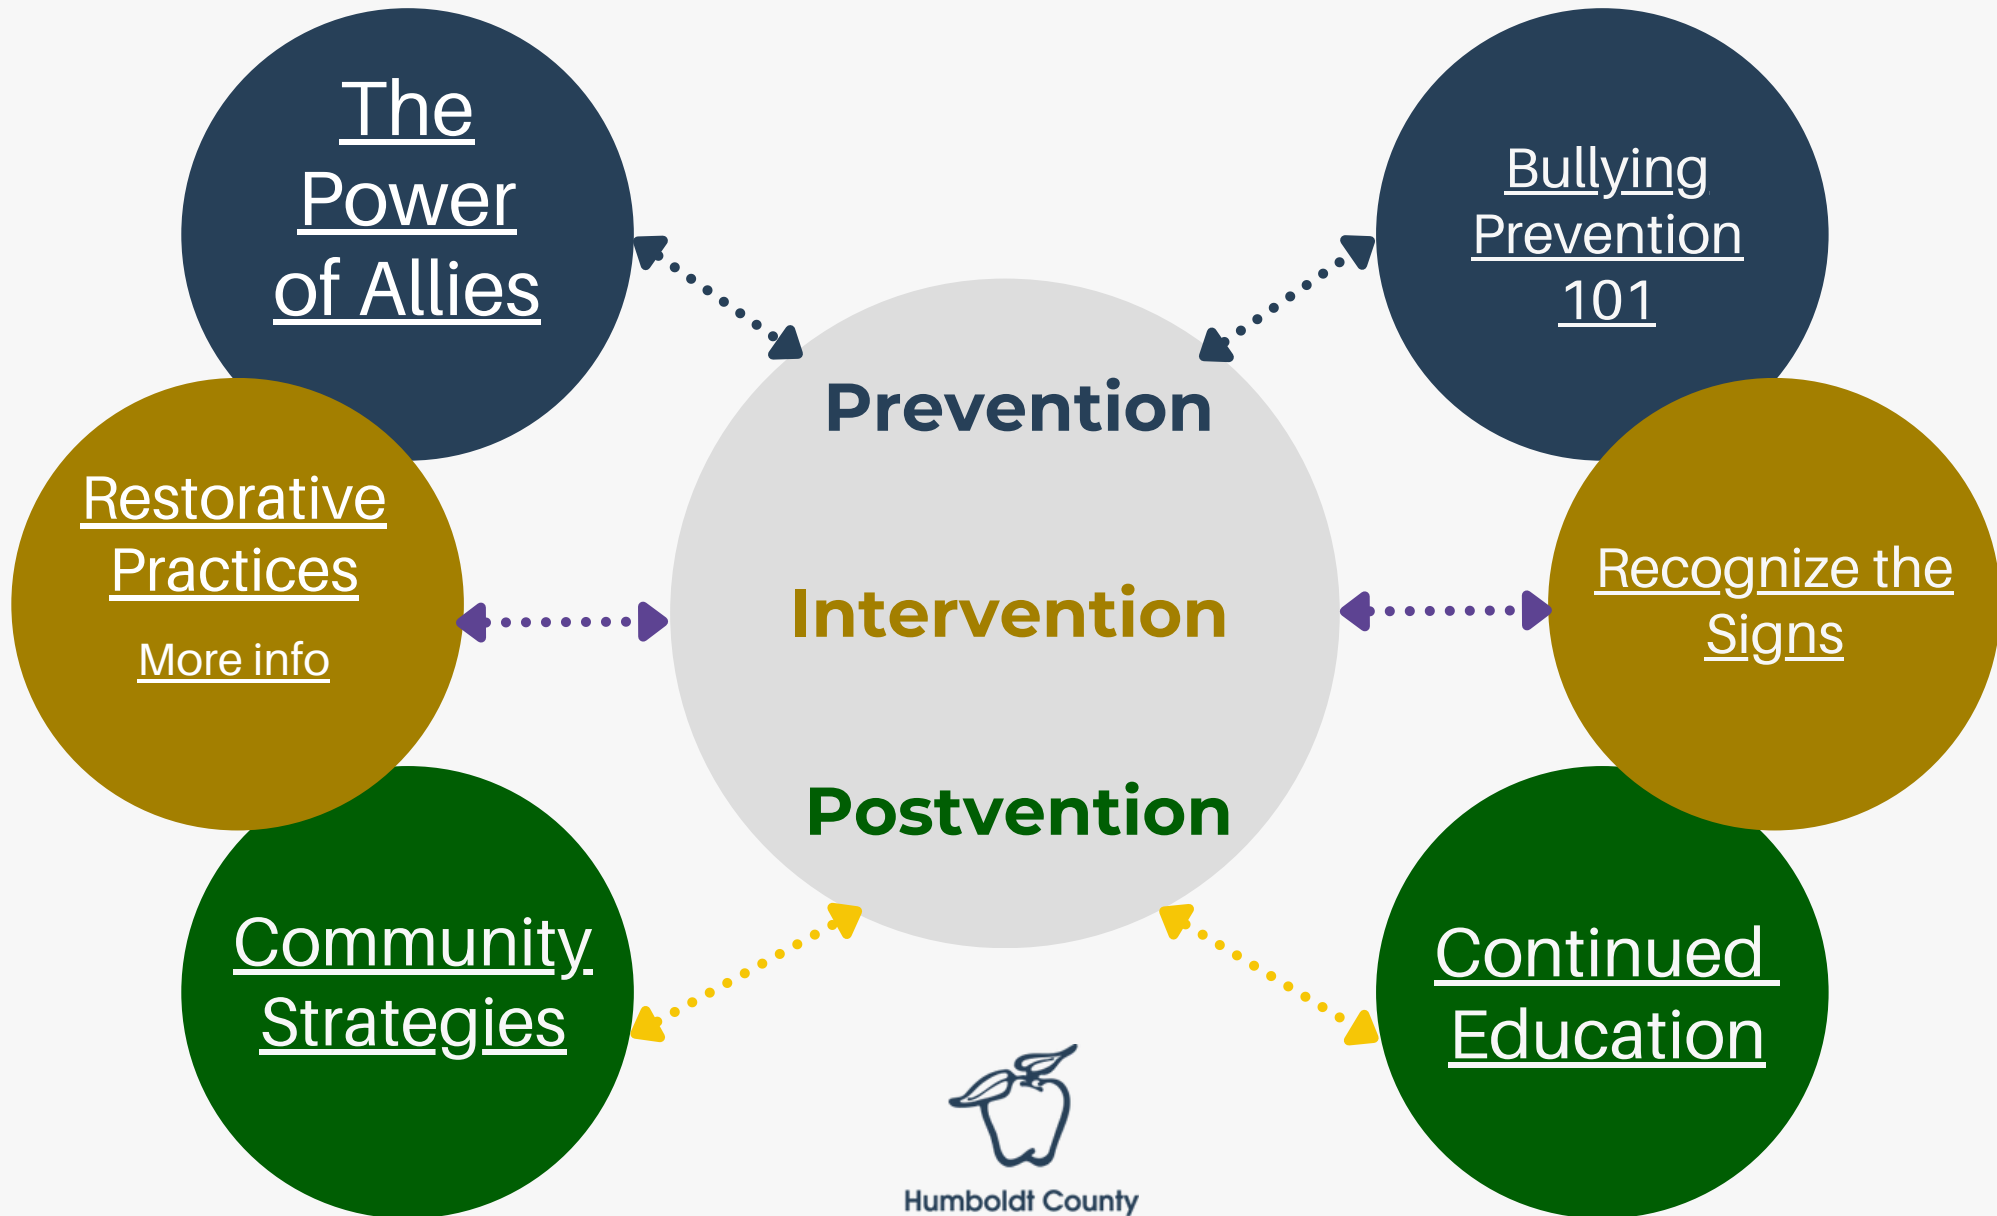 The
Power
of Allies
Bullying
Prevention
101
Prevention
Restorative
Practices
More info
Intervention
Recognize the
Signs
Postvention
Community
Strategies
Continued
Education
Humboldt County